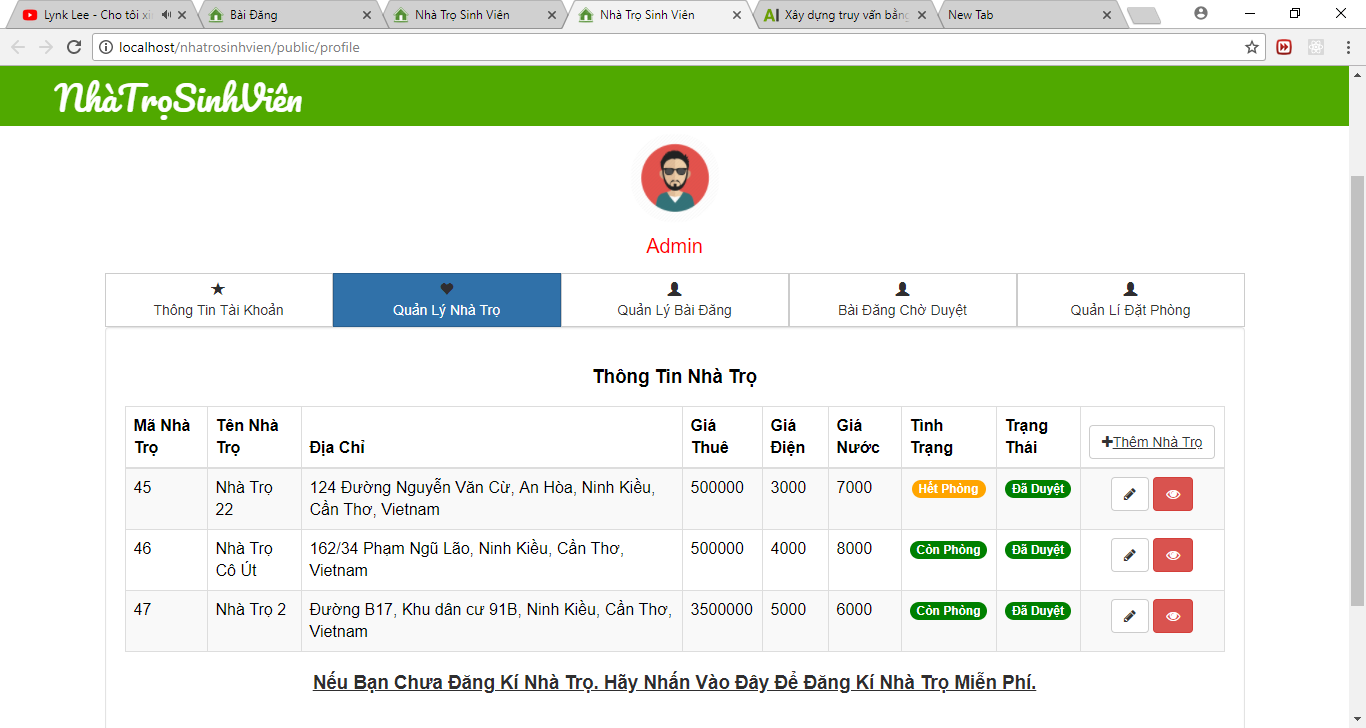 Lynk Lee - Cho tôi xi
Bài Đăng
Nhà Trọ Sinh Viên
Nhà Trọ Sinh Viên
Xây dựng truy vấn bằng
New Tab
localhost/nhatrosinhvien/public/profile
NhàTrọSinhViên
Admin
Thông Tin Tài Khoản
Quản Lý Nhà Trọ
Quản Lý Bài Đăng
Bài Đăng Chờ Duyệt
Quản Lí Đặt Phòng
Thông Tin Nhà Trọ
Mã Nhà
Trọ
Tên Nhà
Trọ
Địa Chỉ
Giá
Thuê
Giá
Điện
Giá
Nước
Tình
Trạng
Trạng
Thái
Thêm Nhà Trọ
45
Nhà Trọ
22
124 Đường Nguyễn Văn Cừ, An Hòa, Ninh Kiều,
Cần Thơ, Vietnam
500000
3000
7000
Hết Phòng
Đã Duyệt
46
Nhà Trọ
Cô Út
162/34 Phạm Ngũ Lão, Ninh Kiều, Cần Thơ,
Vietnam
500000
4000
8000
Còn Phòng
Đã Duyệt
47
Nhà Trọ 2
Đường B17, Khu dân cư 91B, Ninh Kiều, Cần Thơ,
Vietnam
3500000
5000
6000
Còn Phòng
Đã Duyệt
Nếu Bạn Chưa Đăng Kí Nhà Trọ. Hãy Nhấn Vào Đây Để Đăng Kí Nhà Trọ Miễn Phí.